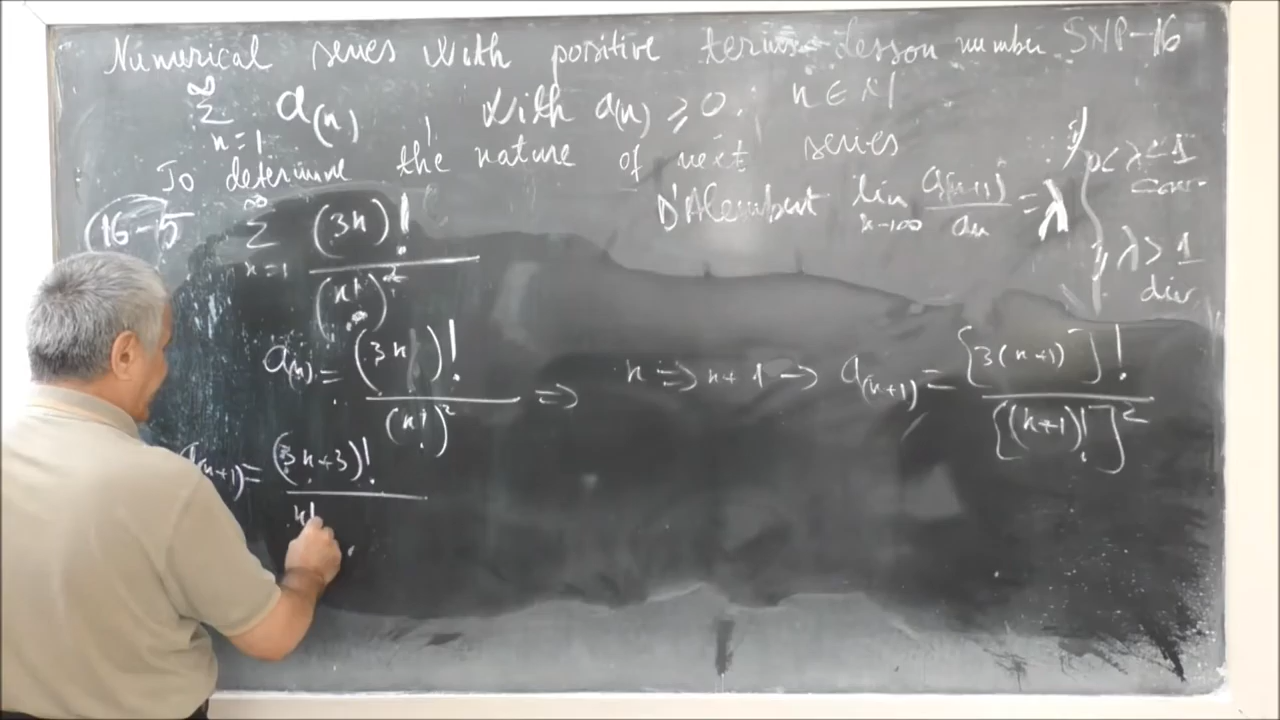 Numerical series with positive terms Lesson number SNP-16
∞ Σ n=1 a(n), with a(n) ≥ 0; n ∈ N
To determine the nature of next series
D'Alembert lim n→∞ a(n+1)/an = λ
0<λ<1 conv
λ>1 div
(16-5 ∞ Σ n=1 (3n)!/(n!)²
a(n) = (3n)!/(n!)² ⇒ n ⇒ n+1 → a(n+1) = [3(n+1)]!/[(n+1)!]²
a(n+1) = (3n+3)!/n!